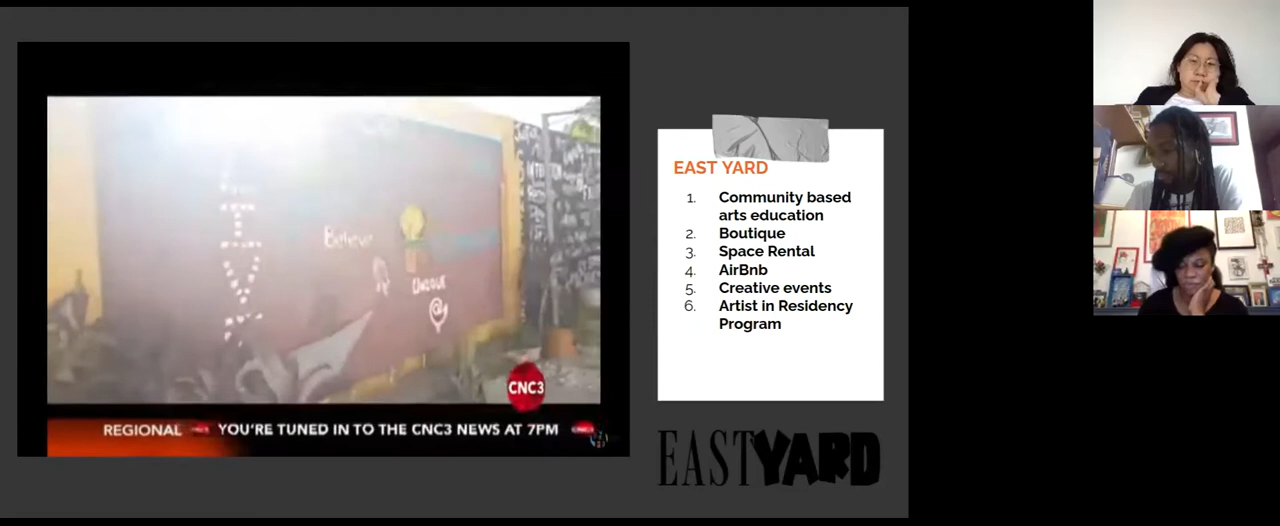 Believe
UNIQUE
CNC3
REGIONAL YOU'RE TUNED IN TO THE CNC3 NEWS AT 7PM
EAST YARD
1. Community based
arts education
2. Boutique
3. Space Rental
4. AirBnb
5. Creative events
6. Artist in Residency
Program
EASTYARD